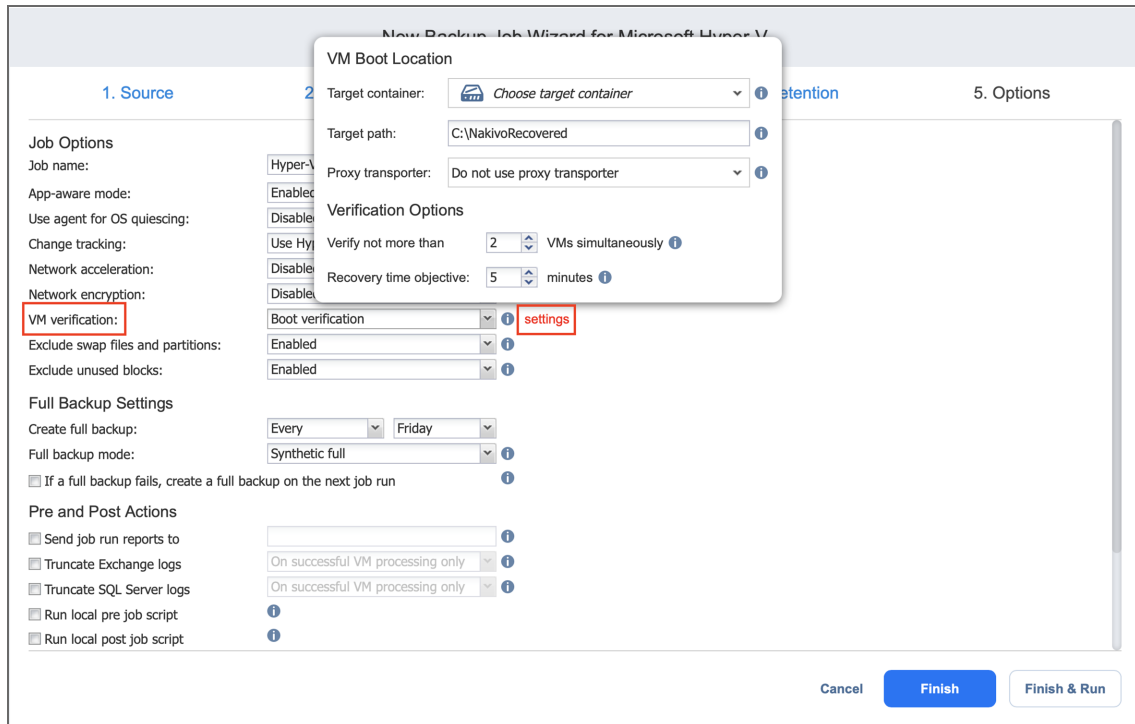 New Backup Job Wizard for Microsoft Hyper-V
1. Source
2
etention
5. Options
VM Boot Location
Target container: Choose target container
Target path: C:\NakivoRecovered
Proxy transporter: Do not use proxy transporter
Verification Options
Verify not more than 2 VMs simultaneously
Recovery time objective: 5 minutes
Job Options
Job name: Hyper-V
App-aware mode: Enabled
Use agent for OS quiescing: Disable
Change tracking: Use Hyp
Network acceleration: Disable
Network encryption: Disable
VM verification: Boot verification settings
Exclude swap files and partitions: Enabled
Exclude unused blocks: Enabled
Full Backup Settings
Create full backup: Every Friday
Full backup mode: Synthetic full
If a full backup fails, create a full backup on the next job run
Pre and Post Actions
Send job run reports to
Truncate Exchange logs On successful VM processing only
Truncate SQL Server logs On successful VM processing only
Run local pre job script
Run local post job script
Cancel Finish Finish & Run